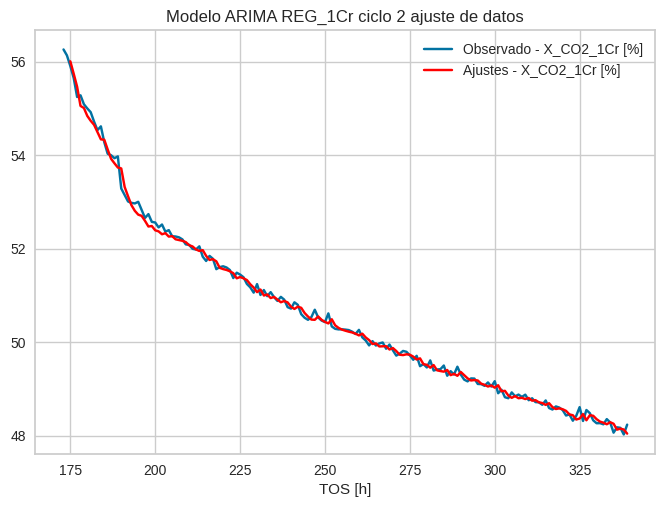 Modelo ARIMA REG_1Cr ciclo 2 ajuste de datos
Observado - X_CO2_1Cr [%]
Ajustes - X_CO2_1Cr [%]
56
54
52
50
48
175 200 225 250 275 300 325
TOS [h]